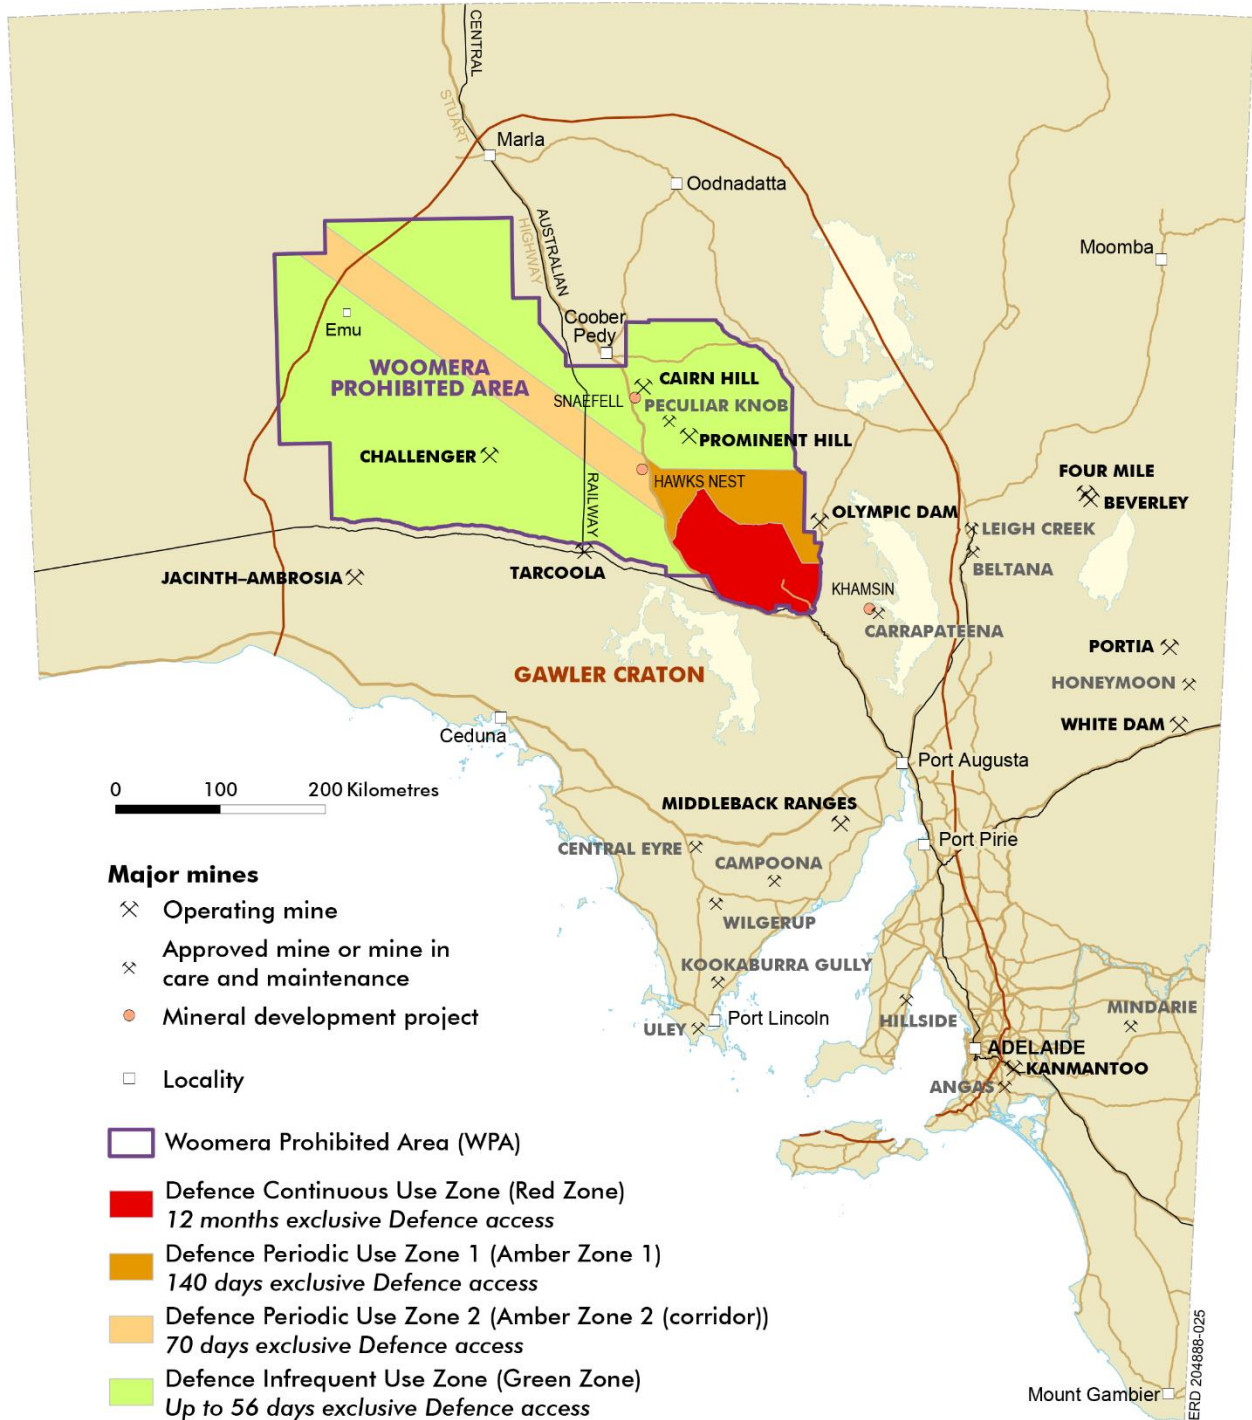 CENTRAL
STUART
Marla
Oodnadatta
AUSTRALIAN
HIGHWAY
Moomba
Emu
Coober
Pedy
WOOMERA
PROHIBITED AREA
CAIRN HILL
SNAEFELL
PECULIAR KNOB
PROMINENT HILL
CHALLENGER
HAWKS NEST
RAILWAY
FOUR MILE
BEVERLEY
OLYMPIC DAM
LEIGH CREEK
BELTANA
JACINTH–AMBROSIA
TARCOOLA
KHAMSIN
CARRAPATEENA
PORTIA
GAWLER CRATON
HONEYMOON
WHITE DAM
Ceduna
Port Augusta
0 100 200 Kilometres
MIDDLEBACK RANGES
Port Pirie
CENTRAL EYRE
CAMPOONA
WILGERUP
KOOKABURRA GULLY
Port Lincoln
ULEY
HILLSIDE
MINDARIE
ADELAIDE
KANMANTOO
ANGAS
Mount Gambier
Major mines
Operating mine
Approved mine or mine in
care and maintenance
Mineral development project
Locality
Woomera Prohibited Area (WPA)
Defence Continuous Use Zone (Red Zone)
12 months exclusive Defence access
Defence Periodic Use Zone 1 (Amber Zone 1)
140 days exclusive Defence access
Defence Periodic Use Zone 2 (Amber Zone 2 (corridor))
70 days exclusive Defence access
Defence Infrequent Use Zone (Green Zone)
Up to 56 days exclusive Defence access
ERD 204888-025